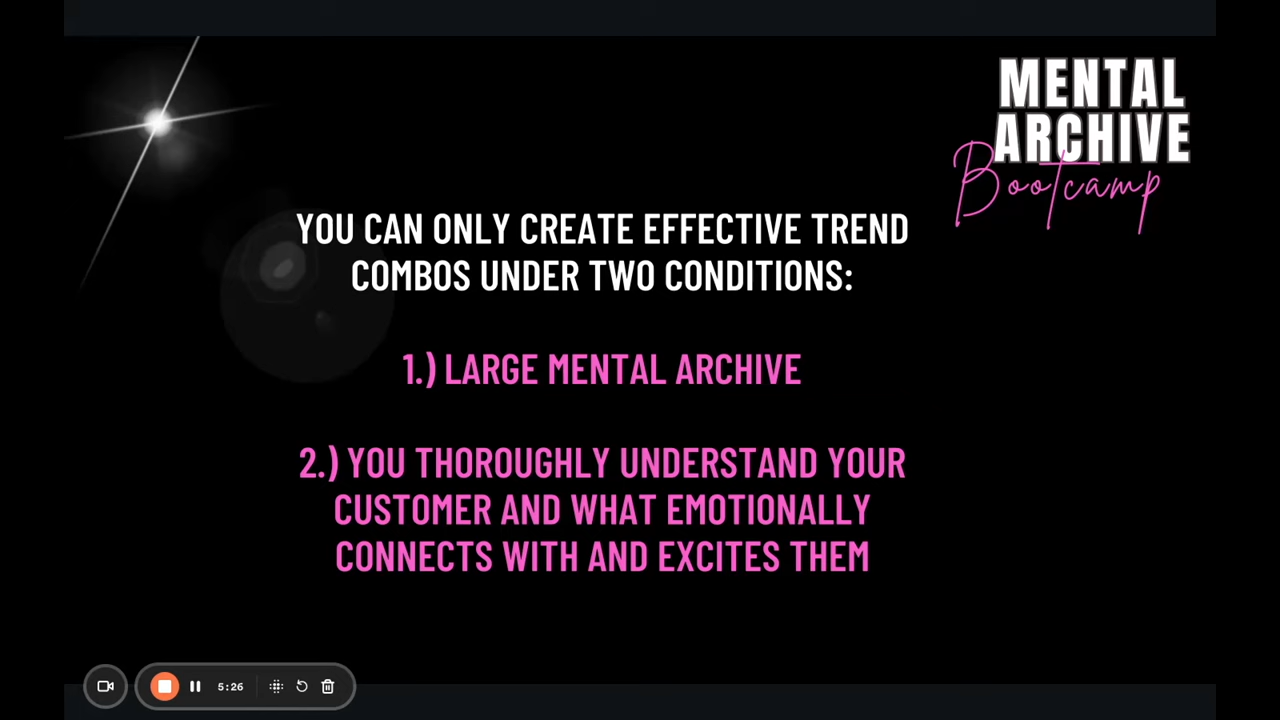 MENTAL
ARCHIVE
Bootcamp
YOU CAN ONLY CREATE EFFECTIVE TREND
COMBOS UNDER TWO CONDITIONS:
1.) LARGE MENTAL ARCHIVE
2.) YOU THOROUGHLY UNDERSTAND YOUR
CUSTOMER AND WHAT EMOTIONALLY
CONNECTS WITH AND EXCITES THEM
5:26